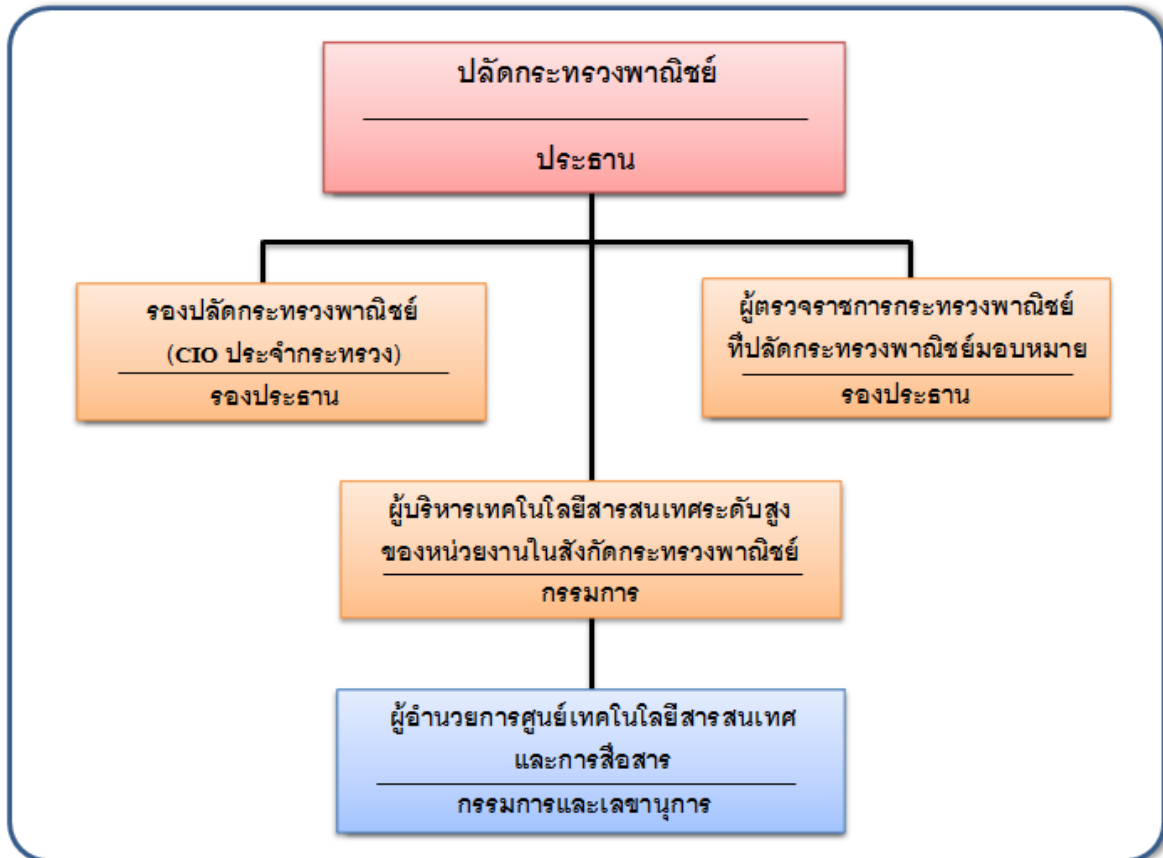 ปลัดกระทรวงพาณิชย์
ประธาน
รองปลัดกระทรวงพาณิชย์
(CIO ประจำกระทรวง)
รองประธาน
ผู้ตรวจราชการกระทรวงพาณิชย์
ที่ปลัดกระทรวงพาณิชย์มอบหมาย
รองประธาน
ผู้บริหารเทคโนโลยีสารสนเทศระดับสูง
ของหน่วยงานในสังกัดกระทรวงพาณิชย์
กรรมการ
ผู้อำนวยการศูนย์เทคโนโลยีสารสนเทศ
และการสื่อสาร
กรรมการและเลขานุการ